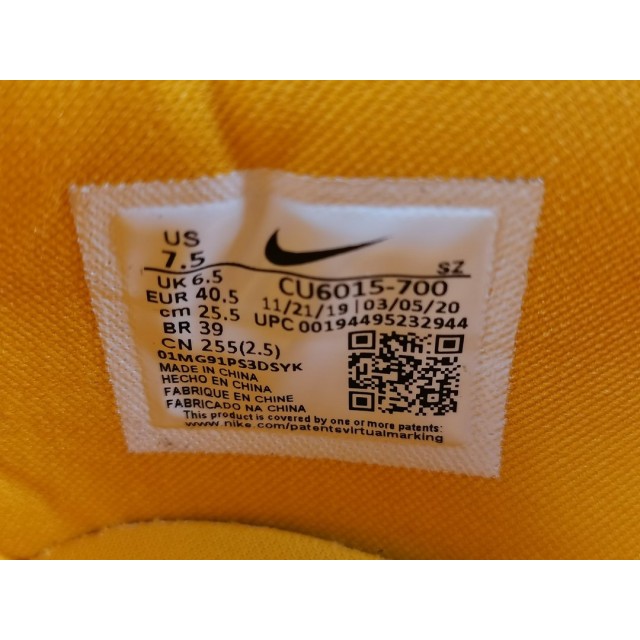 US
7.5
UK 6.5
EUR 40.5
cm 25.5
BR 39
CN 255(2.5)
SZ
CU6015-700
11/21/19 | 03/05/20
UPC 00194495232944
01MG91PS3DSYK
MADE IN CHINA
HECHO EN CHINA
FABRIQUE EN CHINE
FABRICADO NA CHINA
This product is covered by one or more patents:
www.nike.com/patentsvirtualmarking